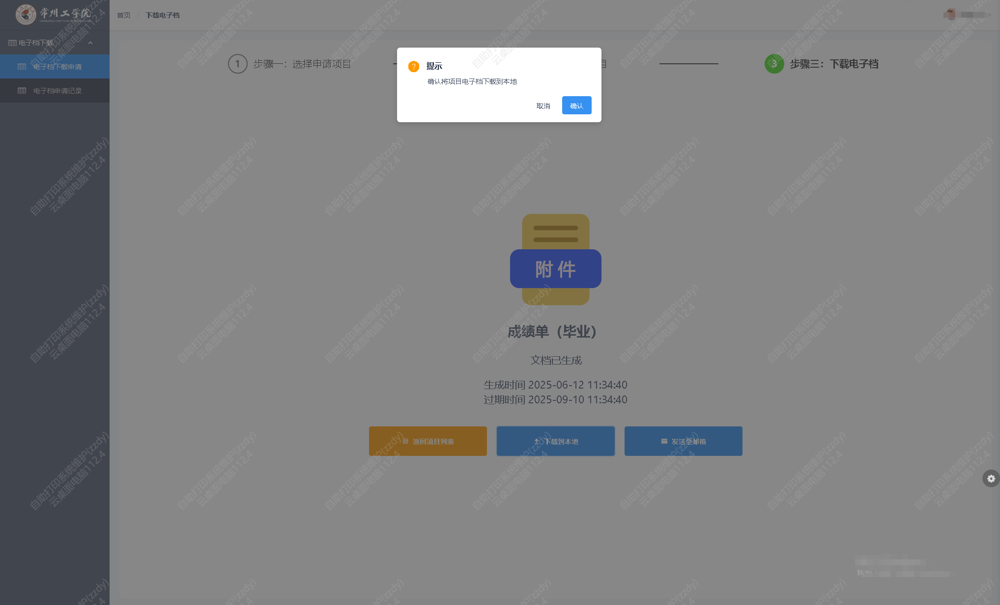 常州工学院
CHANGZHOU INSTITUTE OF TECHNOLOGY
首页 / 下载电子档
电子档下载
电子档下载申请
电子档申请记录
1 步骤一：选择申请项目
目
3 步骤三：下载电子档
? 提示
确认将项目电子档下载到本地
取消
确认
附件
成绩单（毕业）
文档已生成
生成时间 2025-06-12 11:34:40
过期时间 2025-09-10 11:34:40
返回项目列表
下载到本地
发送至邮箱
自助打印系统维护(zzdy)
云桌面电脑112.4